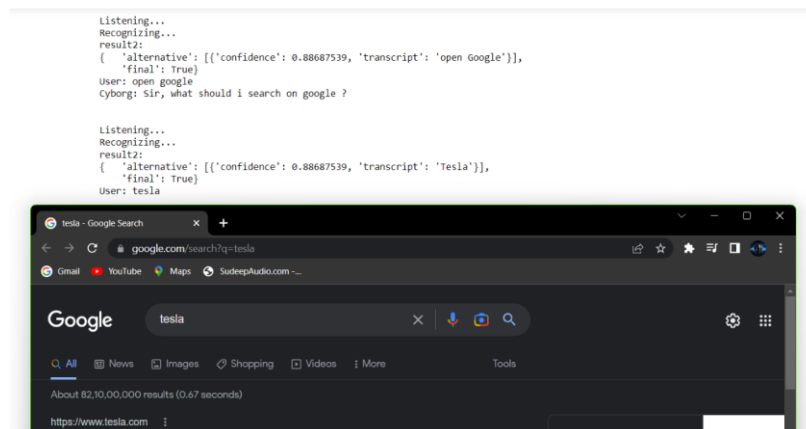 Listening...
Recognizing...
result2:
{   'alternative': [{'confidence': 0.88687539, 'transcript': 'open Google'}],
    'final': True}
User: open google
Cyborg: Sir, what should i search on google ?
Listening...
Recognizing...
result2:
{   'alternative': [{'confidence': 0.88687539, 'transcript': 'Tesla'}],
    'final': True}
User: tesla
tesla - Google Search
google.com/search?q=tesla
Gmail YouTube Maps SudeepAudio.com -...
Google tesla
All News Images Shopping Videos More Tools
About 82,10,00,000 results (0.67 seconds)
https://www.tesla.com